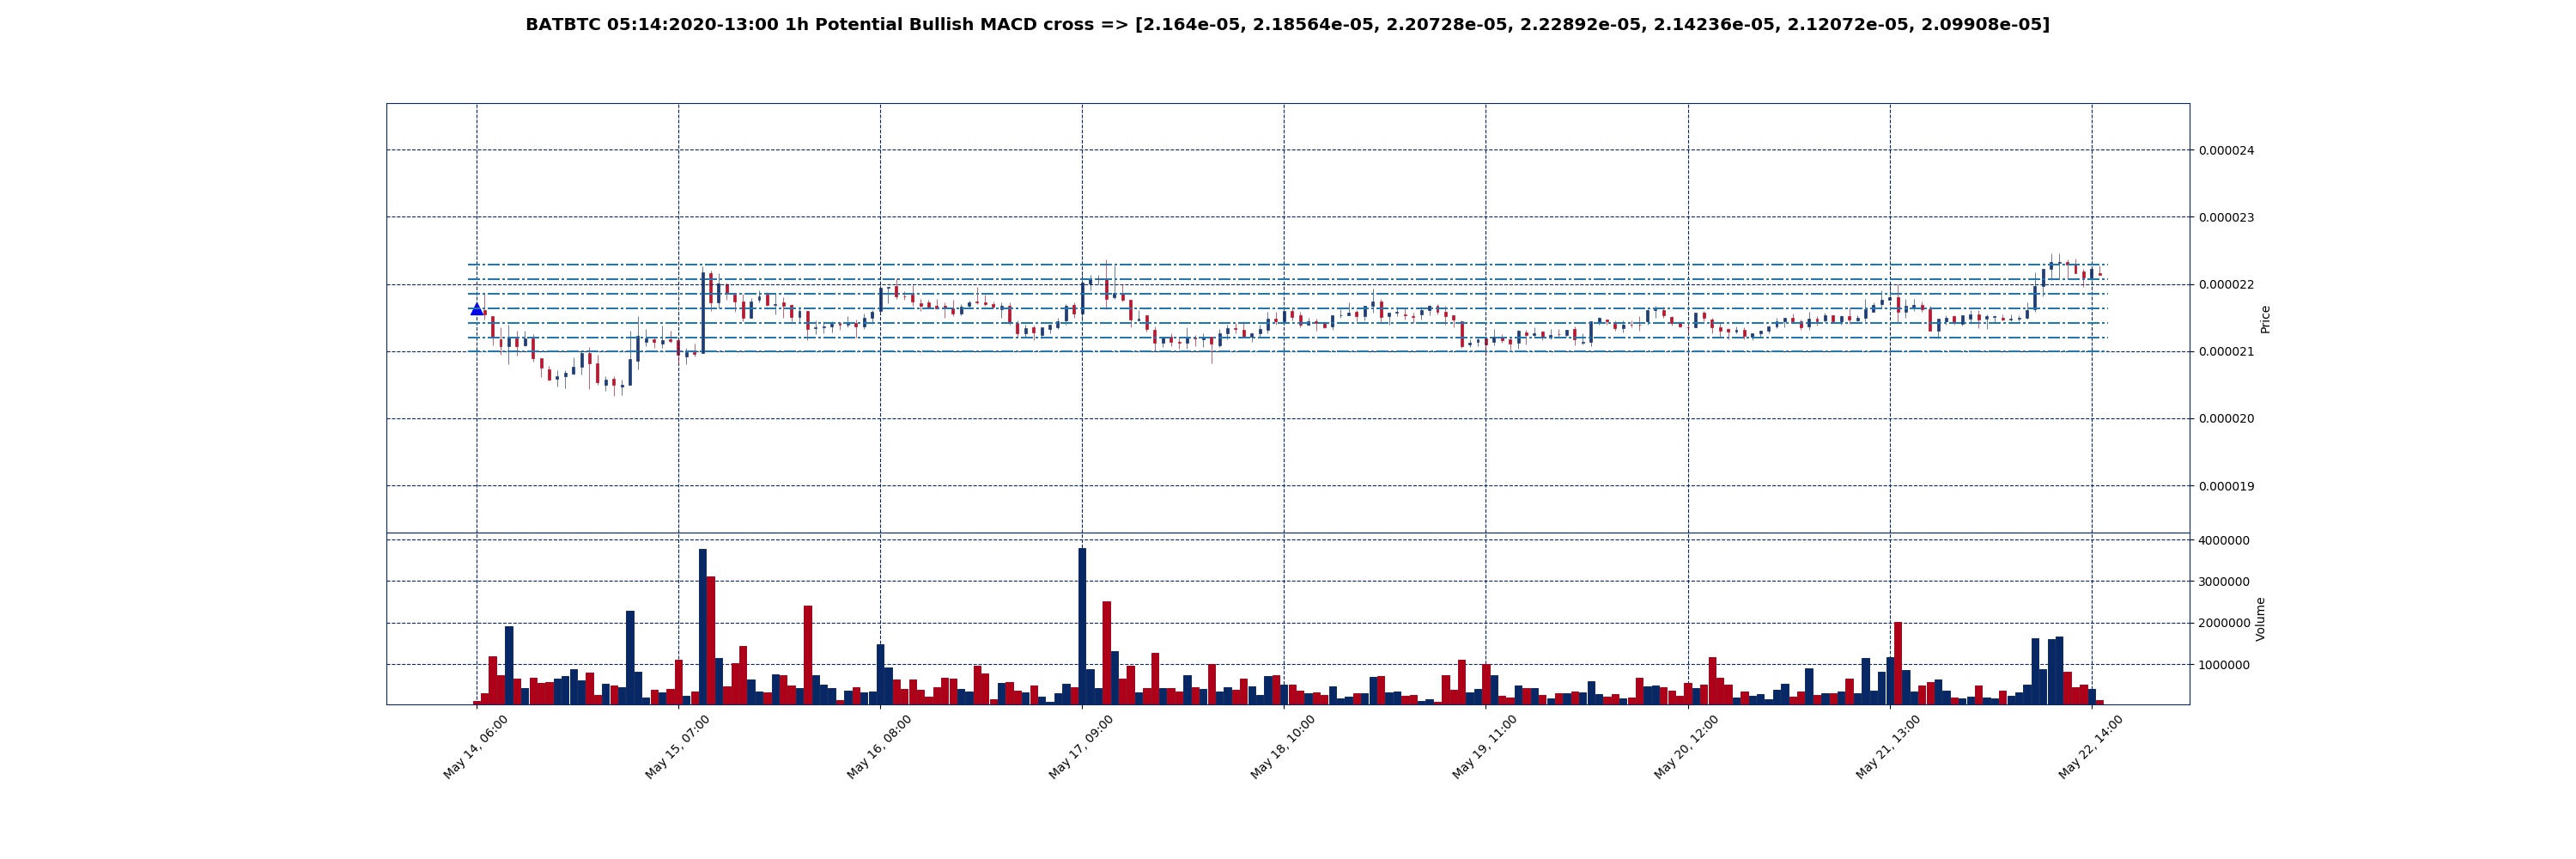 BATBTC 05:14:2020-13:00 1h Potential Bullish MACD cross => [2.164e-05, 2.18564e-05, 2.20728e-05, 2.22892e-05, 2.14236e-05, 2.12072e-05, 2.09908e-05]
0.000024
0.000023
0.000022
0.000021
0.000020
0.000019
Price
4000000
3000000
2000000
1000000
Volume
May 14, 06:00
May 15, 07:00
May 16, 08:00
May 17, 09:00
May 18, 10:00
May 19, 11:00
May 20, 12:00
May 21, 13:00
May 22, 14:00